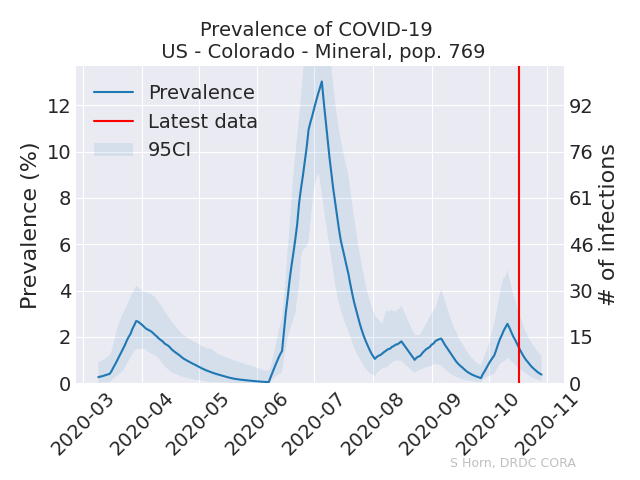 Prevalence of COVID-19
US - Colorado - Mineral, pop. 769
Prevalence
Latest data
95CI
Prevalence (%)
12
10
8
6
4
2
0
92
76
61
46
30
15
0
# of infections
2020-03
2020-04
2020-05
2020-06
2020-07
2020-08
2020-09
2020-10
2020-11
S Horn, DRDC CORA